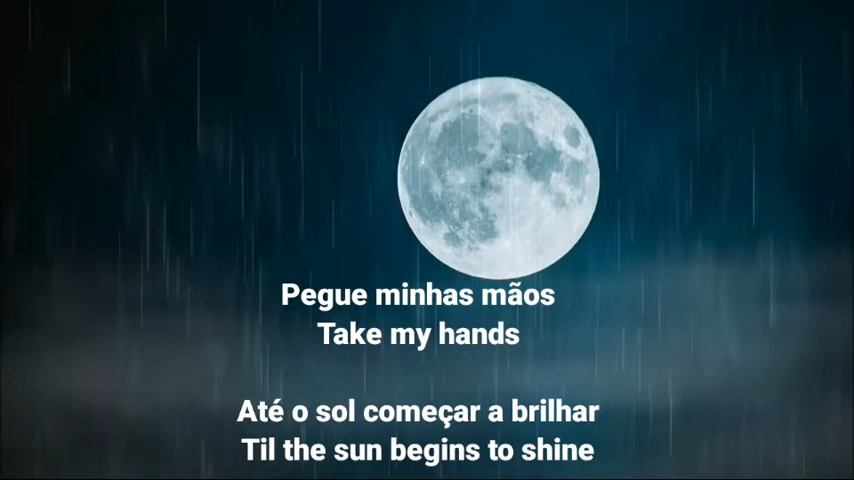 Pegue minhas mãos
Take my hands
Até o sol começar a brilhar
Til the sun begins to shine